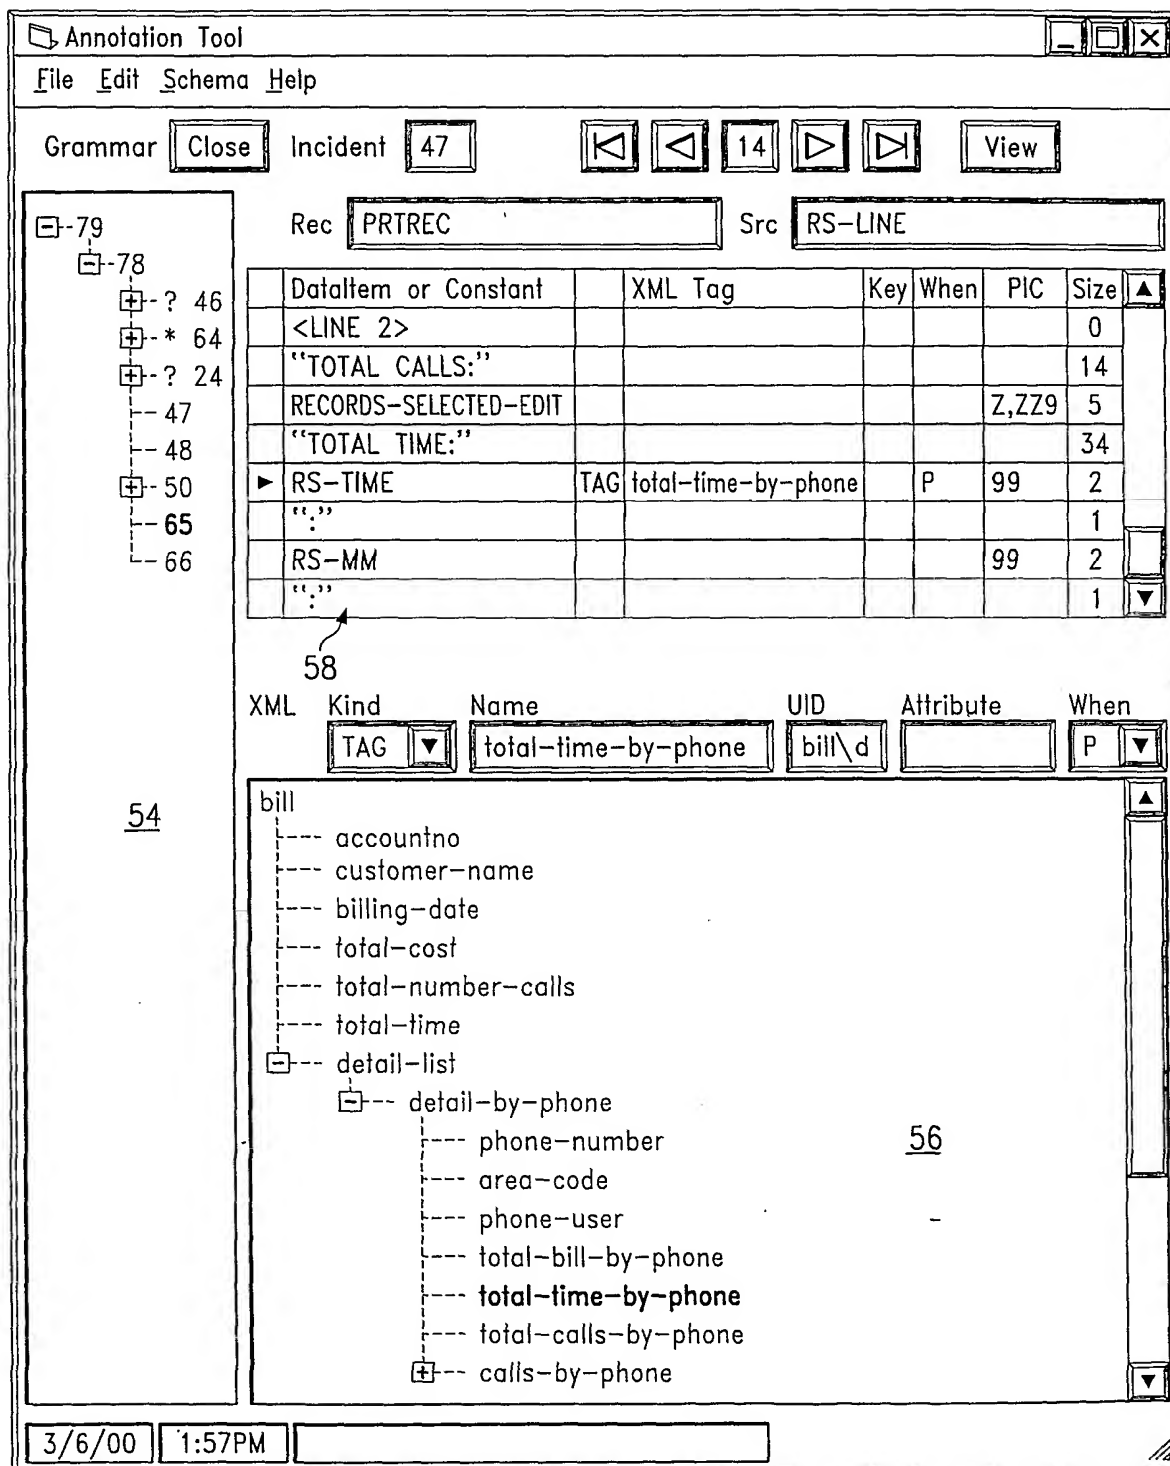 Annotation Tool
File Edit Schema Help
Grammar Close Incident 47 14 View
Rec PRTREC Src RS-LINE
79
78
? 46
* 64
? 24
47
48
50
65
66
DataItem or Constant XML Tag Key When PIC Size
<LINE 2> 0
"TOTAL CALLS:" 14
RECORDS-SELECTED-EDIT Z,ZZ9 5
"TOTAL TIME:" 34
RS-TIME TAG total-time-by-phone P 99 2
":" 1
RS-MM 99 2
":" 1
58
XML Kind Name UID Attribute When
TAG total-time-by-phone bill\d P
54
bill
accountno
customer-name
billing-date
total-cost
total-number-calls
total-time
detail-list
detail-by-phone
phone-number
56
area-code
phone-user
total-bill-by-phone
total-time-by-phone
total-calls-by-phone
calls-by-phone
3/6/00 1:57PM